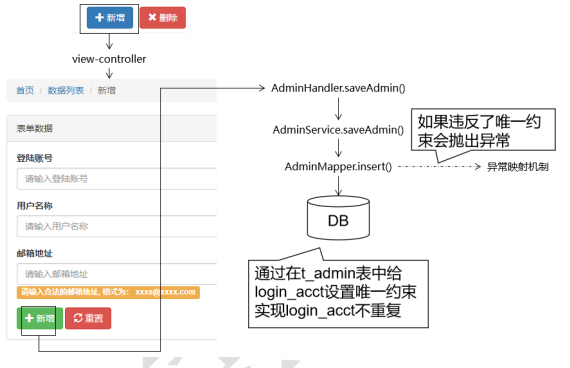 新增 删除
view-controller
首页 / 数据列表 / 新增
表单数据
登陆账号
请输入登陆账号
用户名称
请输入用户名称
邮箱地址
请输入邮箱地址
请输入合法的邮箱地址, 格式为： xxxx@xxxx.com
新增 重置
AdminHandler.saveAdmin()
AdminService.saveAdmin()
AdminMapper.insert()
如果违反了唯一约
束会抛出异常
异常映射机制
DB
通过在t_admin表中给
login_acct设置唯一约束
实现login_acct不重复